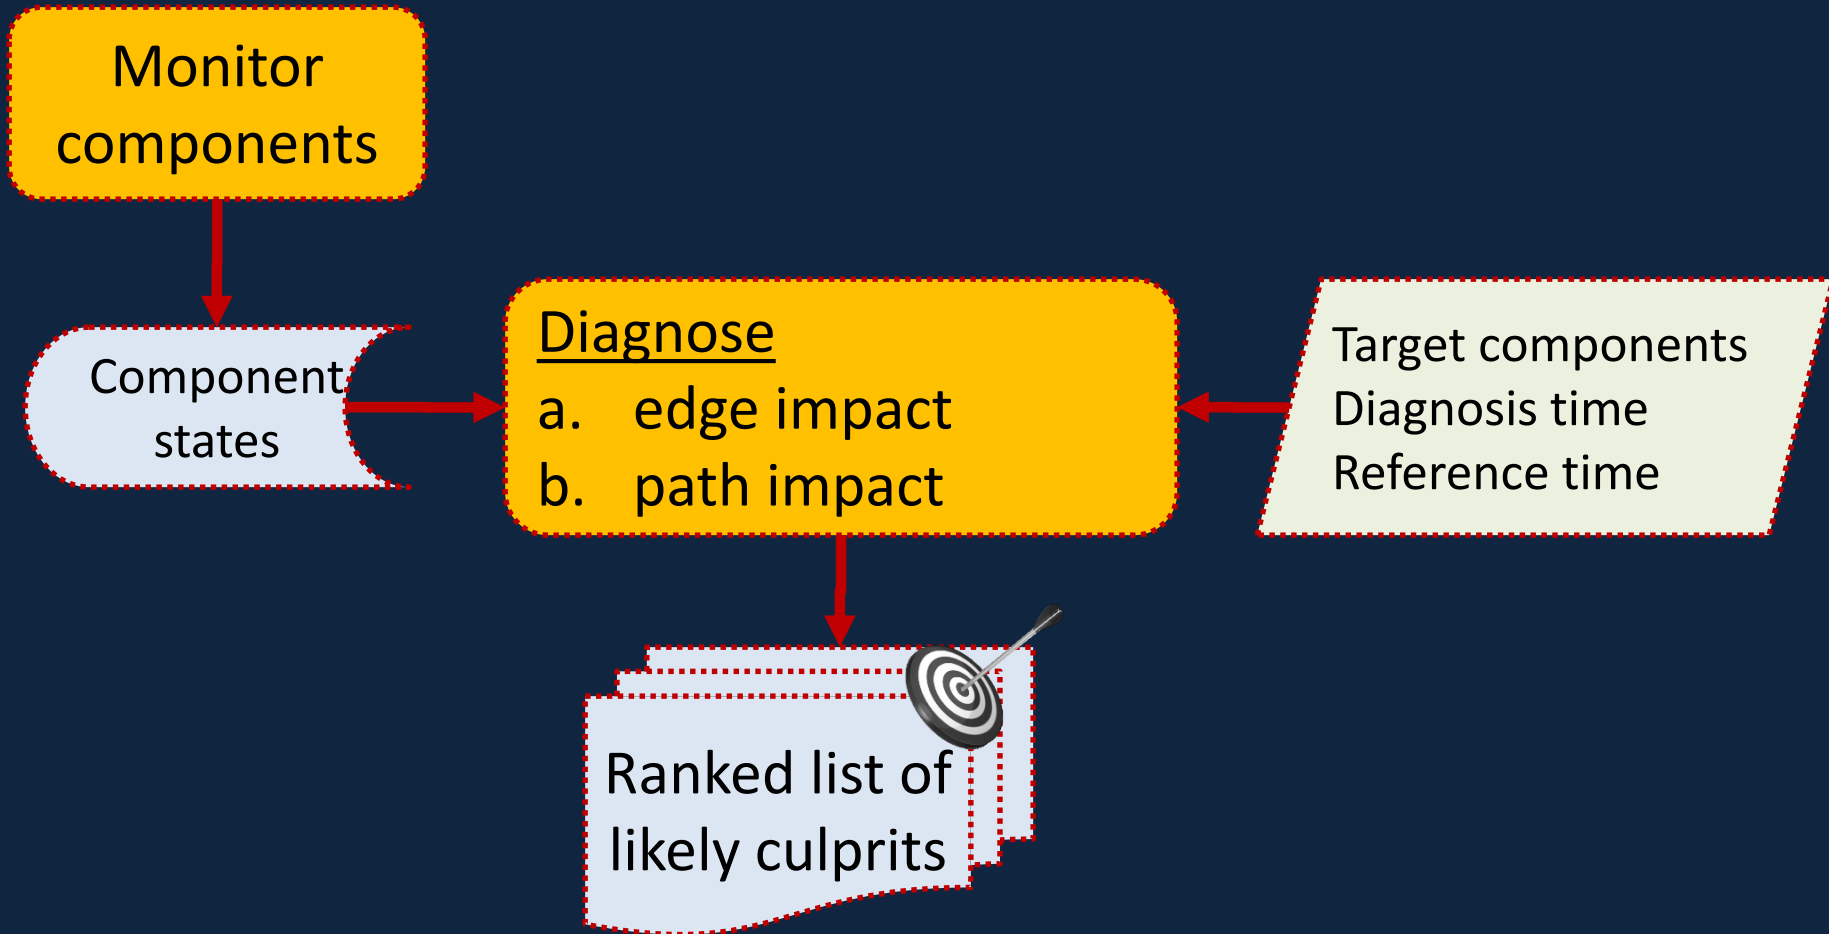 Monitor
components
Component
states
Diagnose
a. edge impact
b. path impact
Target components
Diagnosis time
Reference time
Ranked list of
likely culprits